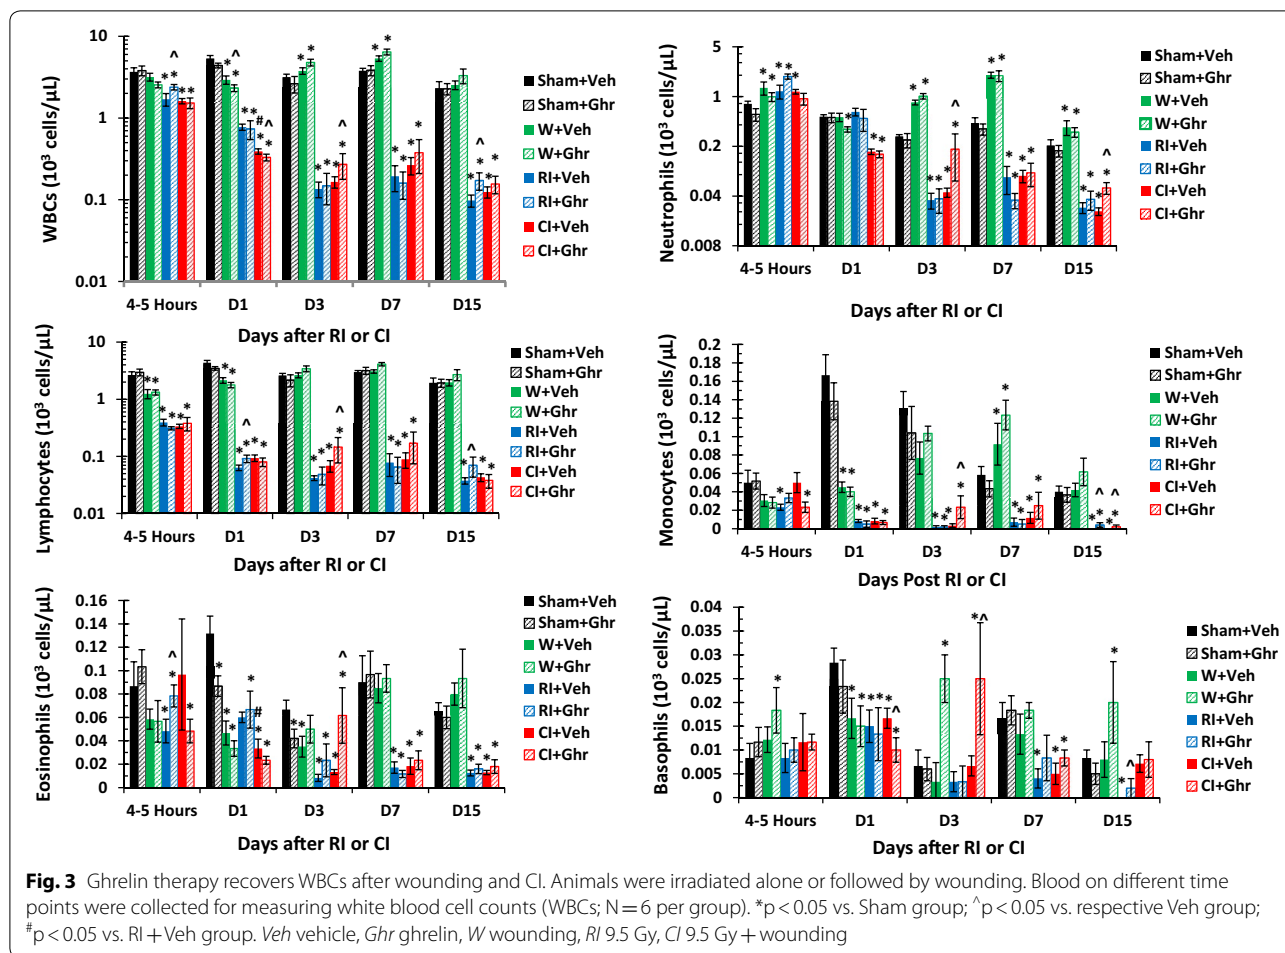 WBCs (10³ cells/µL)
10
1
0.1
0.01
4-5 Hours D1 D3 D7 D15
Days after RI or CI
* * ^ * *
* ^ * * * # * ^ *
* * * * * ^ *
* * * * *
* ^ * * *
Sham+Veh
Sham+Ghr
W+Veh
W+Ghr
RI+Veh
RI+Ghr
CI+Veh
CI+Ghr
Neutrophils (10³ cells/µL)
5
1
0.2
0.04
0.008
4-5 Hours D1 D3 D7 D15
Days after RI or CI
Sham+Veh
Sham+Ghr
W+Veh
W+Ghr
RI+Veh
RI+Ghr
CI+Veh
CI+Ghr
Lymphocytes (10³ cells/µL)
10
1
0.1
0.01
4-5 Hours D1 D3 D7 D15
Days after RI or CI
Sham+Veh
Sham+Ghr
W+Veh
W+Ghr
RI+Veh
RI+Ghr
CI+Veh
CI+Ghr
Monocytes (10³ cells/µL)
0.2
0.18
0.16
0.14
0.12
0.1
0.08
0.06
0.04
0.02
0
4-5 Hours D1 D3 D7 D15
Days Post RI or CI
Sham+Veh
Sham+Ghr
W+Veh
W+Ghr
RI+Veh
RI+Ghr
CI+Veh
CI+Ghr
Eosinophils (10³ cells/µL)
0.16
0.14
0.12
0.1
0.08
0.06
0.04
0.02
0
4-5 Hours D1 D3 D7 D15
Days after RI or CI
Sham+Veh
Sham+Ghr
W+Veh
W+Ghr
RI+Veh
RI+Ghr
CI+Veh
CI+Ghr
Basophils (10³ cells/µL)
0.04
0.035
0.03
0.025
0.02
0.015
0.01
0.005
0
4-5 Hours D1 D3 D7 D15
Days after RI or CI
Sham+Veh
Sham+Ghr
W+Veh
W+Ghr
RI+Veh
RI+Ghr
CI+Veh
CI+Ghr
Fig. 3 Ghrelin therapy recovers WBCs after wounding and CI. Animals were irradiated alone or followed by wounding. Blood on different time
points were collected for measuring white blood cell counts (WBCs; N = 6 per group). *p < 0.05 vs. Sham group; ^p < 0.05 vs. respective Veh group;
#p < 0.05 vs. RI + Veh group. Veh vehicle, Ghr ghrelin, W wounding, RI 9.5 Gy, CI 9.5 Gy + wounding